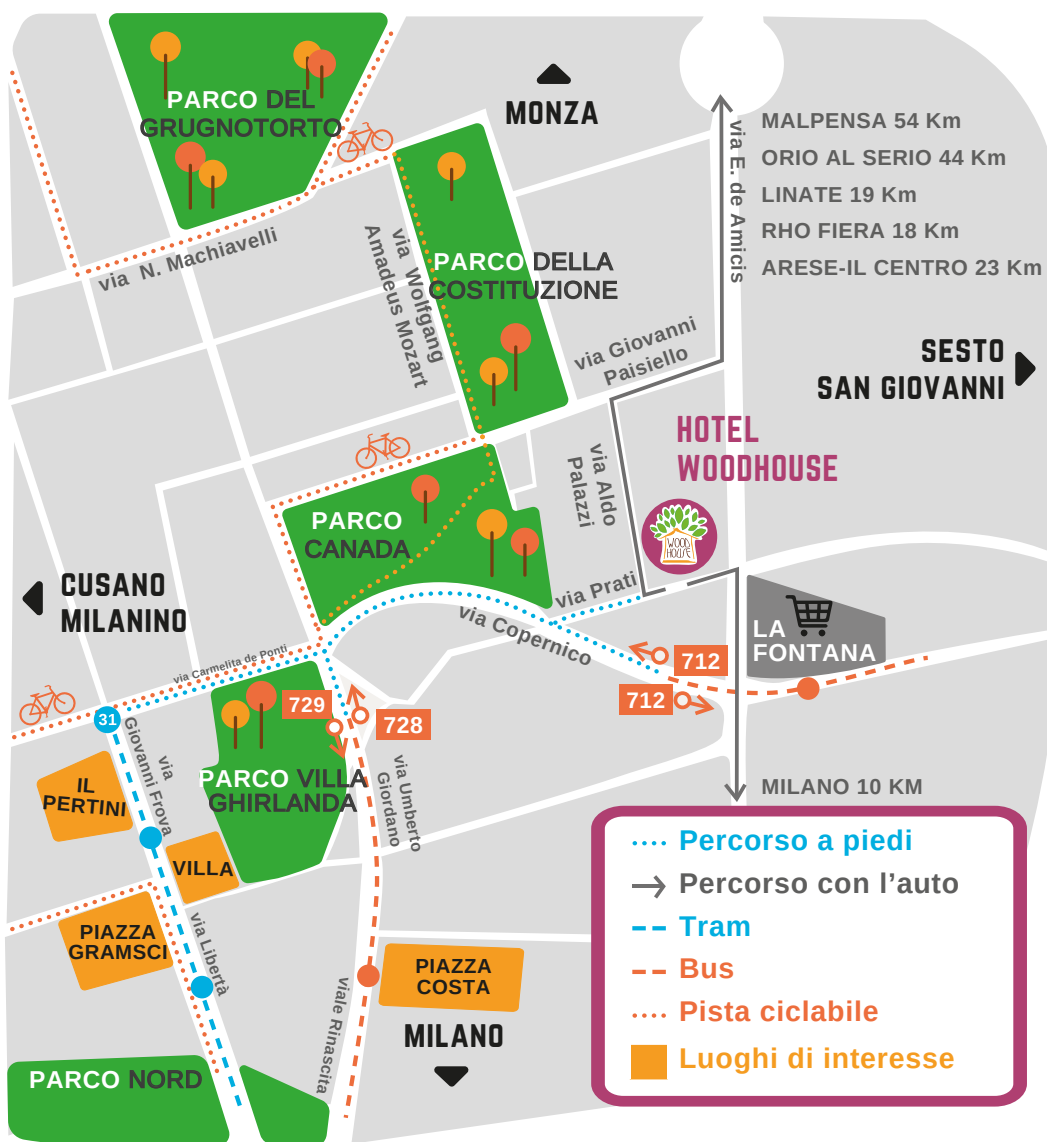 PARCO DEL
GRUGNOTORTO
MONZA
via E. de Amicis
MALPENSA 54 Km
ORIO AL SERIO 44 Km
LINATE 19 Km
RHO FIERA 18 Km
ARESE-IL CENTRO 23 Km
via N. Machiavelli
via Wolfgang
Amadeus Mozart
PARCO DELLA
COSTITUZIONE
via Giovanni
Paisiello
SESTO
SAN GIOVANNI
HOTEL
WOODHOUSE
via Aldo
Palazzi
WOOD
HOUSE
PARCO
CANADA
CUSANO
MILANINO
via Prati
via Copernico
LA
FONTANA
712
712
via Carmelita de Ponti
31
729
728
via
Giovanni Frova
IL
PERTINI
PARCO VILLA
GHIRLANDA
via Umberto
Giordano
MILANO 10 KM
VILLA
PIAZZA
GRAMSCI
via Libertà
PIAZZA
COSTA
viale Rinascita
MILANO
PARCO NORD
Percorso a piedi
Percorso con l’auto
Tram
Bus
Pista ciclabile
Luoghi di interesse